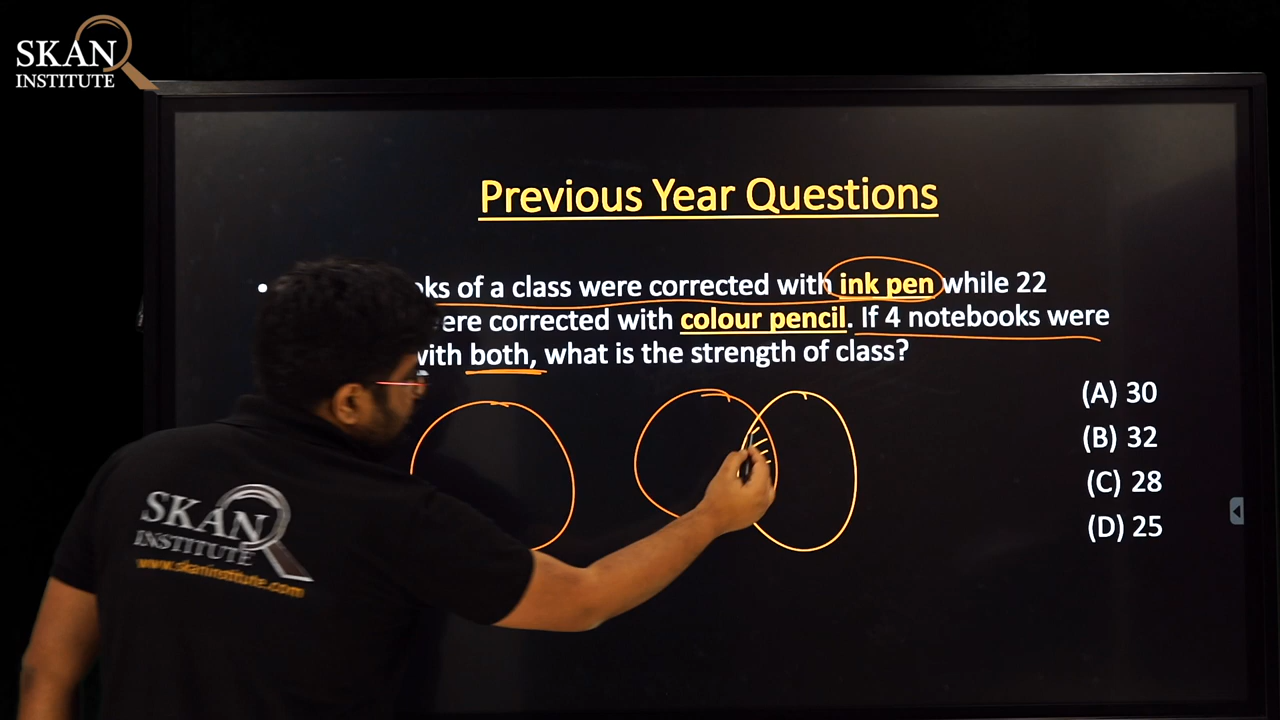 SKAN
INSTITUTE
Previous Year Questions
• oks of a class were corrected with ink pen while 22
ere corrected with colour pencil. If 4 notebooks were
with both, what is the strength of class?
(A) 30
(B) 32
(C) 28
(D) 25
SKAN
INSTITUTE
www.skaninstitute.com